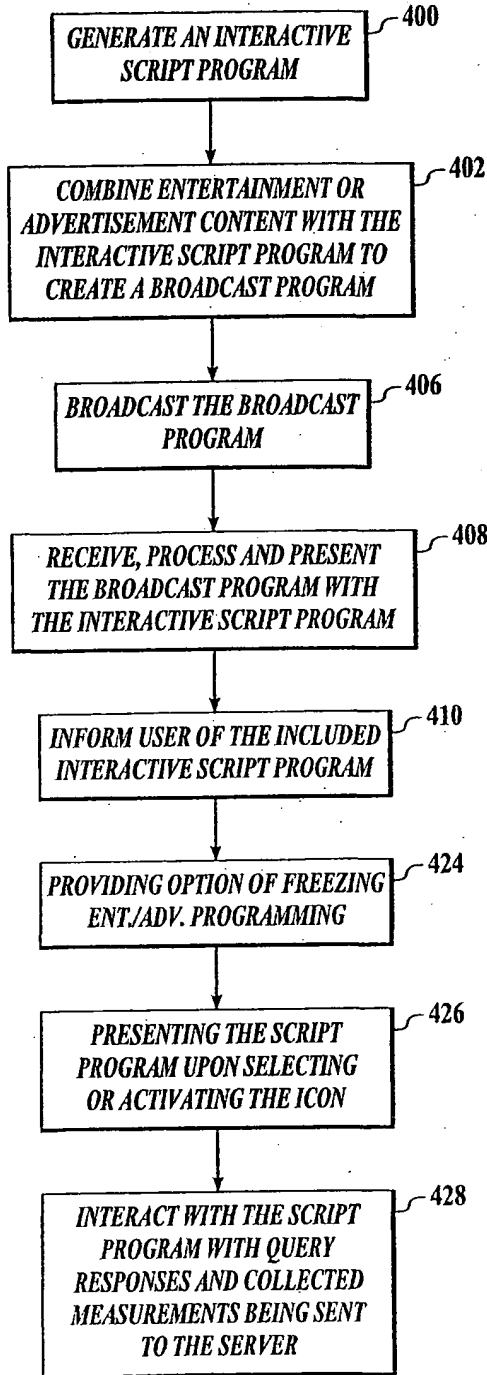 GENERATE AN INTERACTIVE
SCRIPT PROGRAM
400
COMBINE ENTERTAINMENT OR
ADVERTISEMENT CONTENT WITH THE
INTERACTIVE SCRIPT PROGRAM TO
CREATE A BROADCAST PROGRAM
402
BROADCAST THE BROADCAST
PROGRAM
406
RECEIVE, PROCESS AND PRESENT
THE BROADCAST PROGRAM WITH
THE INTERACTIVE SCRIPT PROGRAM
408
INFORM USER OF THE INCLUDED
INTERACTIVE SCRIPT PROGRAM
410
PROVIDING OPTION OF FREEZING
ENT./ADV. PROGRAMMING
424
PRESENTING THE SCRIPT
PROGRAM UPON SELECTING
OR ACTIVATING THE ICON
426
INTERACT WITH THE SCRIPT
PROGRAM WITH QUERY
RESPONSES AND COLLECTED
MEASUREMENTS BEING SENT
TO THE SERVER
428